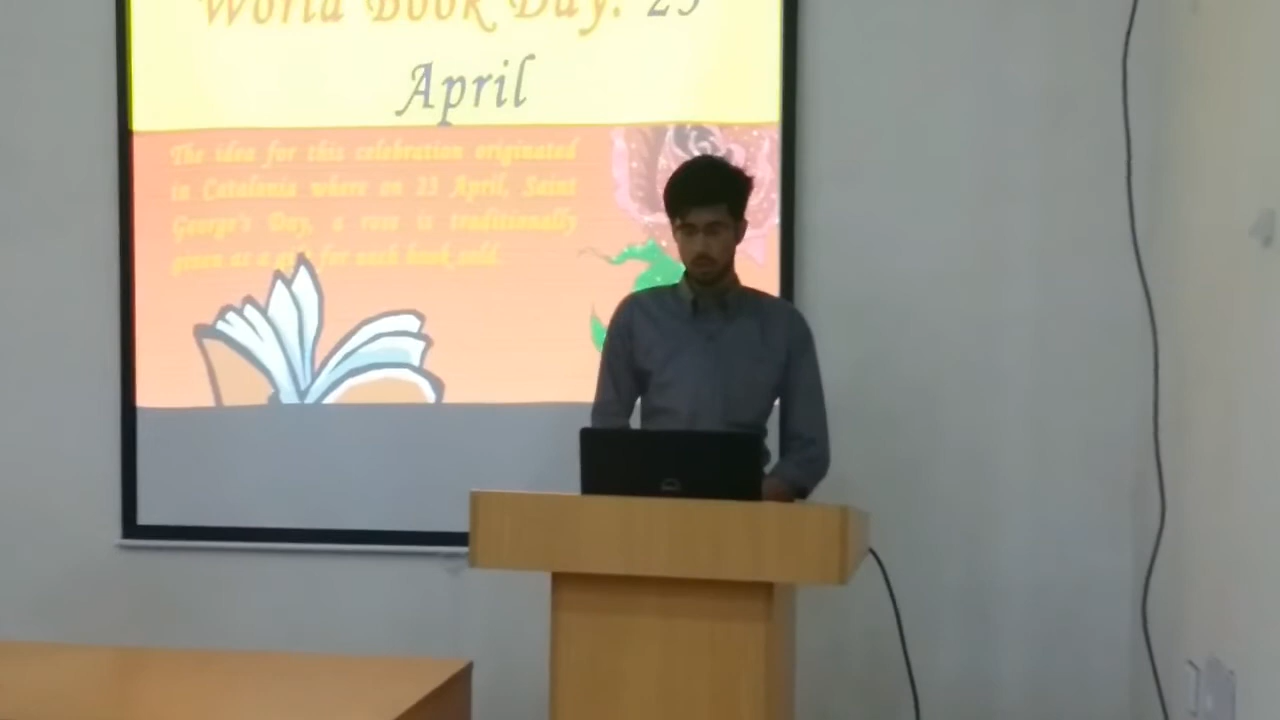 World Book Day: 23
April
The idea for this celebration originated
in Catalonia where on 23 April, Saint
George's Day, a rose is traditionally
given as a gift for each book sold.